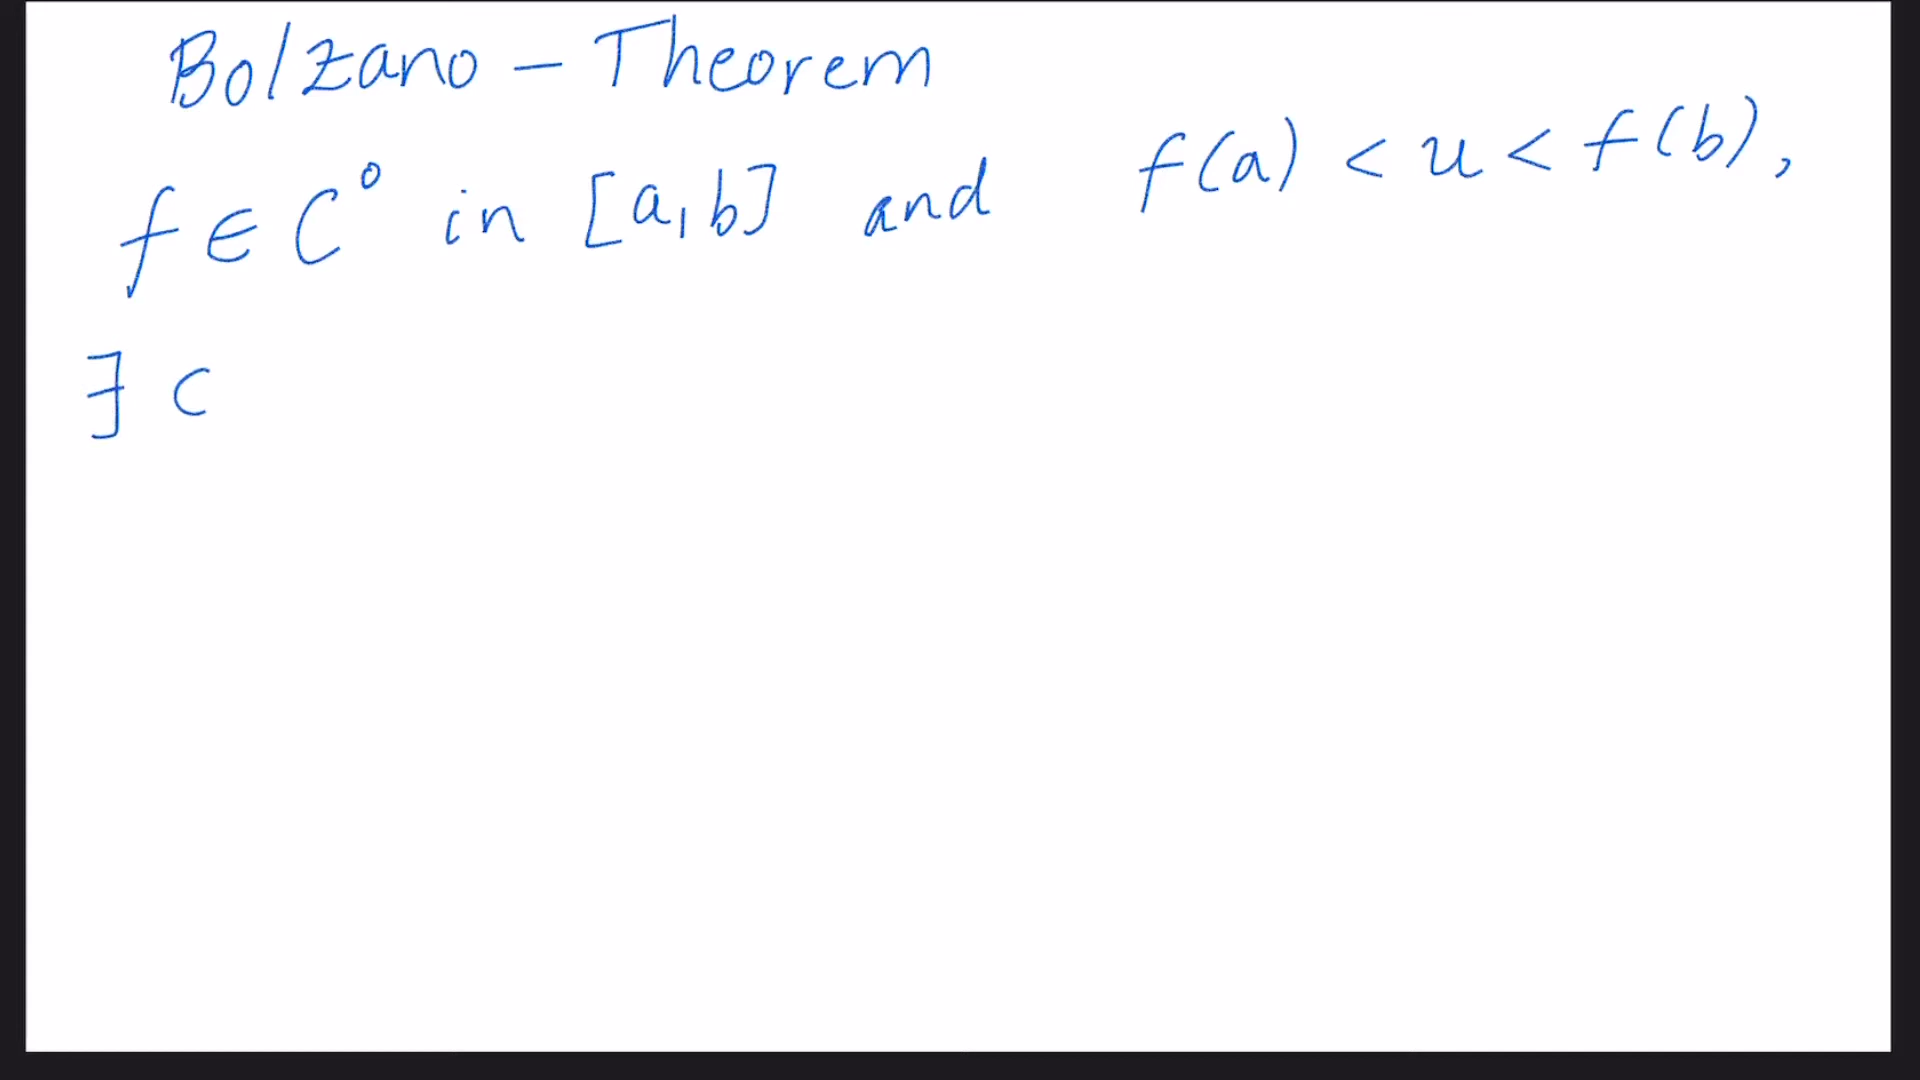 Bolzano - Theorem
f ∈ C⁰ in [a,b] and f(a) < u < f(b),
∃ c